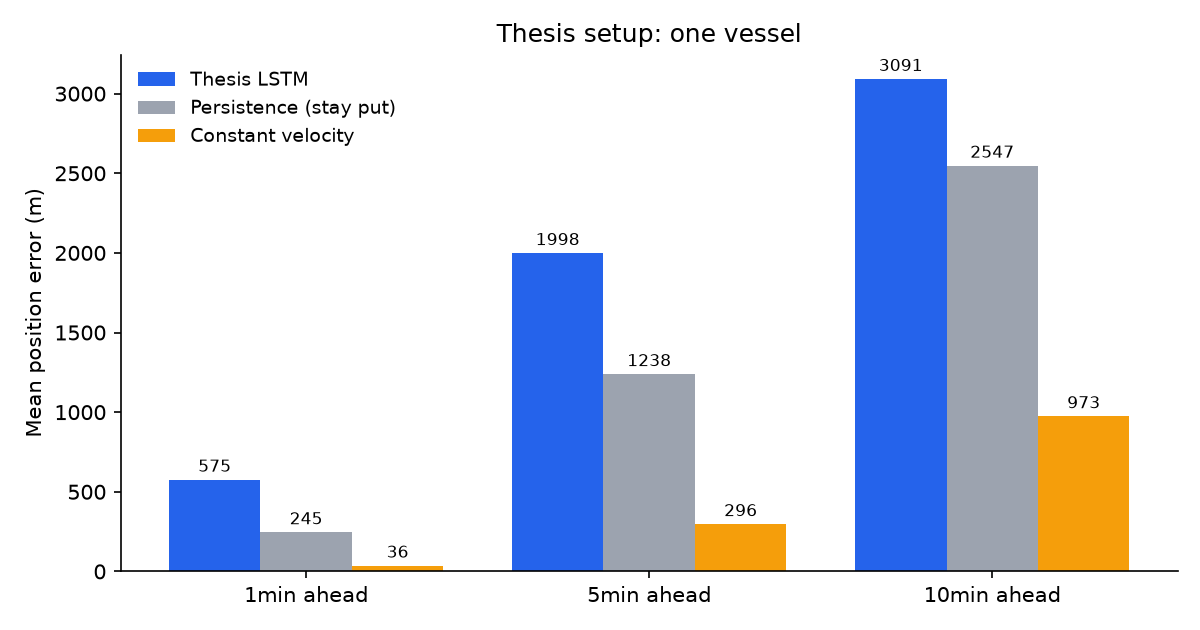 Thesis setup: one vessel
Thesis LSTM
Persistence (stay put)
Constant velocity
Mean position error (m)
3000
2500
2000
1500
1000
500
0
575
245
36
1998
1238
296
3091
2547
973
1min ahead
5min ahead
10min ahead